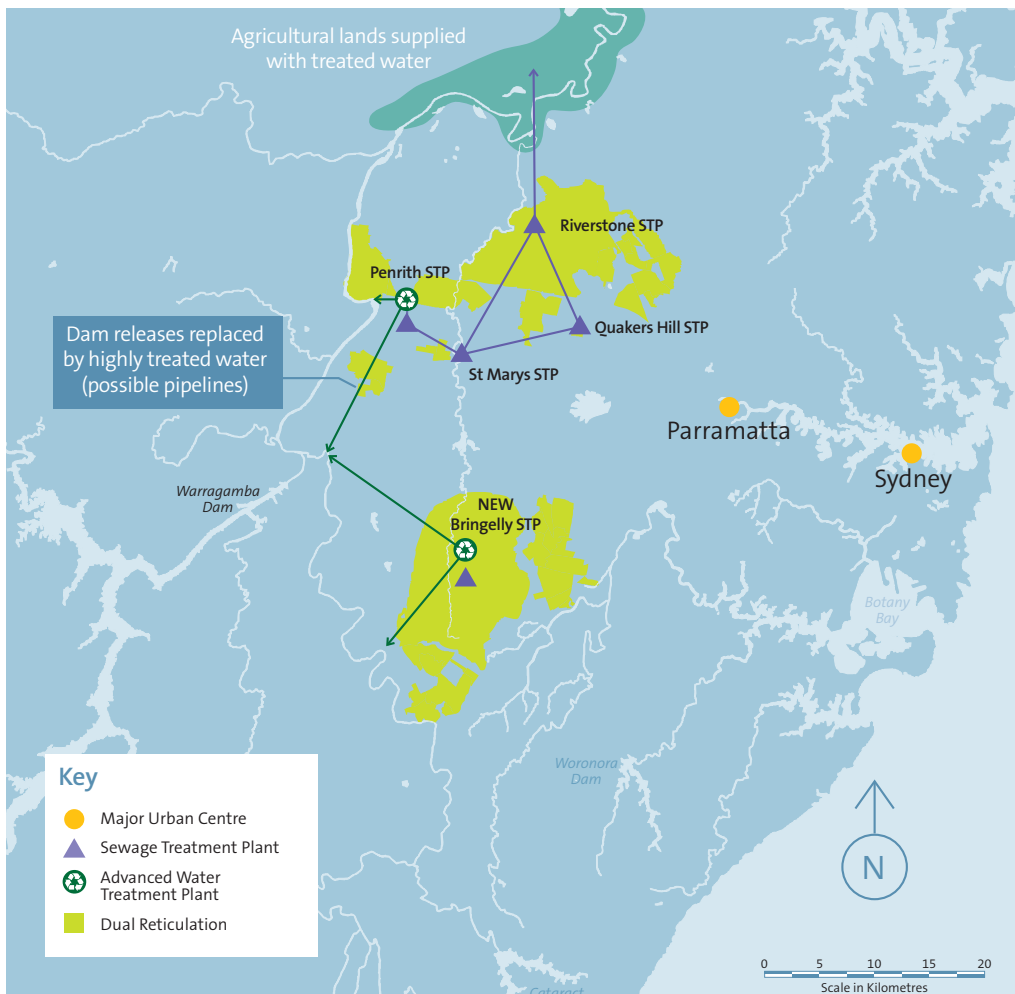 Agricultural lands supplied
with treated water
Riverstone STP
Penrith STP
Dam releases replaced
by highly treated water
(possible pipelines)
Quakers Hill STP
St Marys STP
Parramatta
Sydney
Warragamba
Dam
NEW
Bringelly STP
Botany
Bay
Woronora
Dam
Key
Major Urban Centre
Sewage Treatment Plant
Advanced Water
Treatment Plant
Dual Reticulation
N
0 5 10 15 20
Scale in Kilometres
Cataract